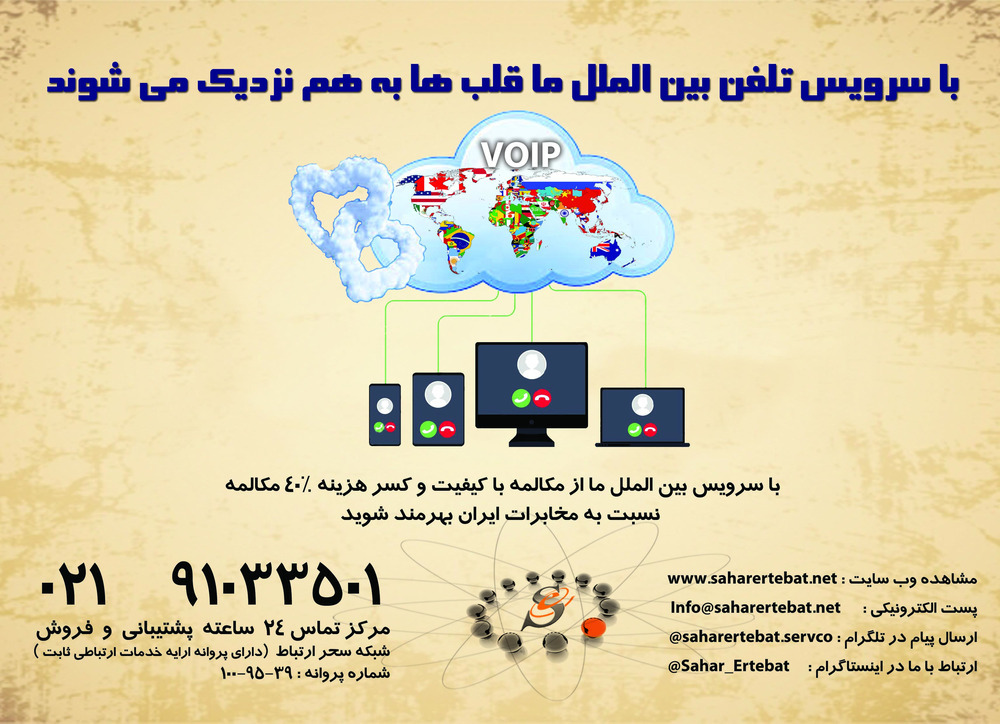 با سرویس تلفن بین الملل ما قلب ها به هم نزدیک می شوند
VOIP
با سرویس بین الملل ما از مکالمه با کیفیت و کسر هزینه ۴۰٪ مکالمه
نسبت به مخابرات ایران بهرمند شوید
۰۲۱ ۹۱۰۳۳۵۰۱
مرکز تماس ۲۴ ساعته پشتیبانی و فروش
شبکه سحر ارتباط (دارای پروانه ارایه خدمات ارتباطی ثابت )
شماره پروانه : ۳۹-۹۵-۱۰۰
مشاهده وب سایت : www.saharertebat.net
پست الکترونیکی : Info@saharertebat.net
ارسال پیام در تلگرام : @saharertebat.servco
ارتباط با ما در اینستاگرام : @Sahar_Ertebat